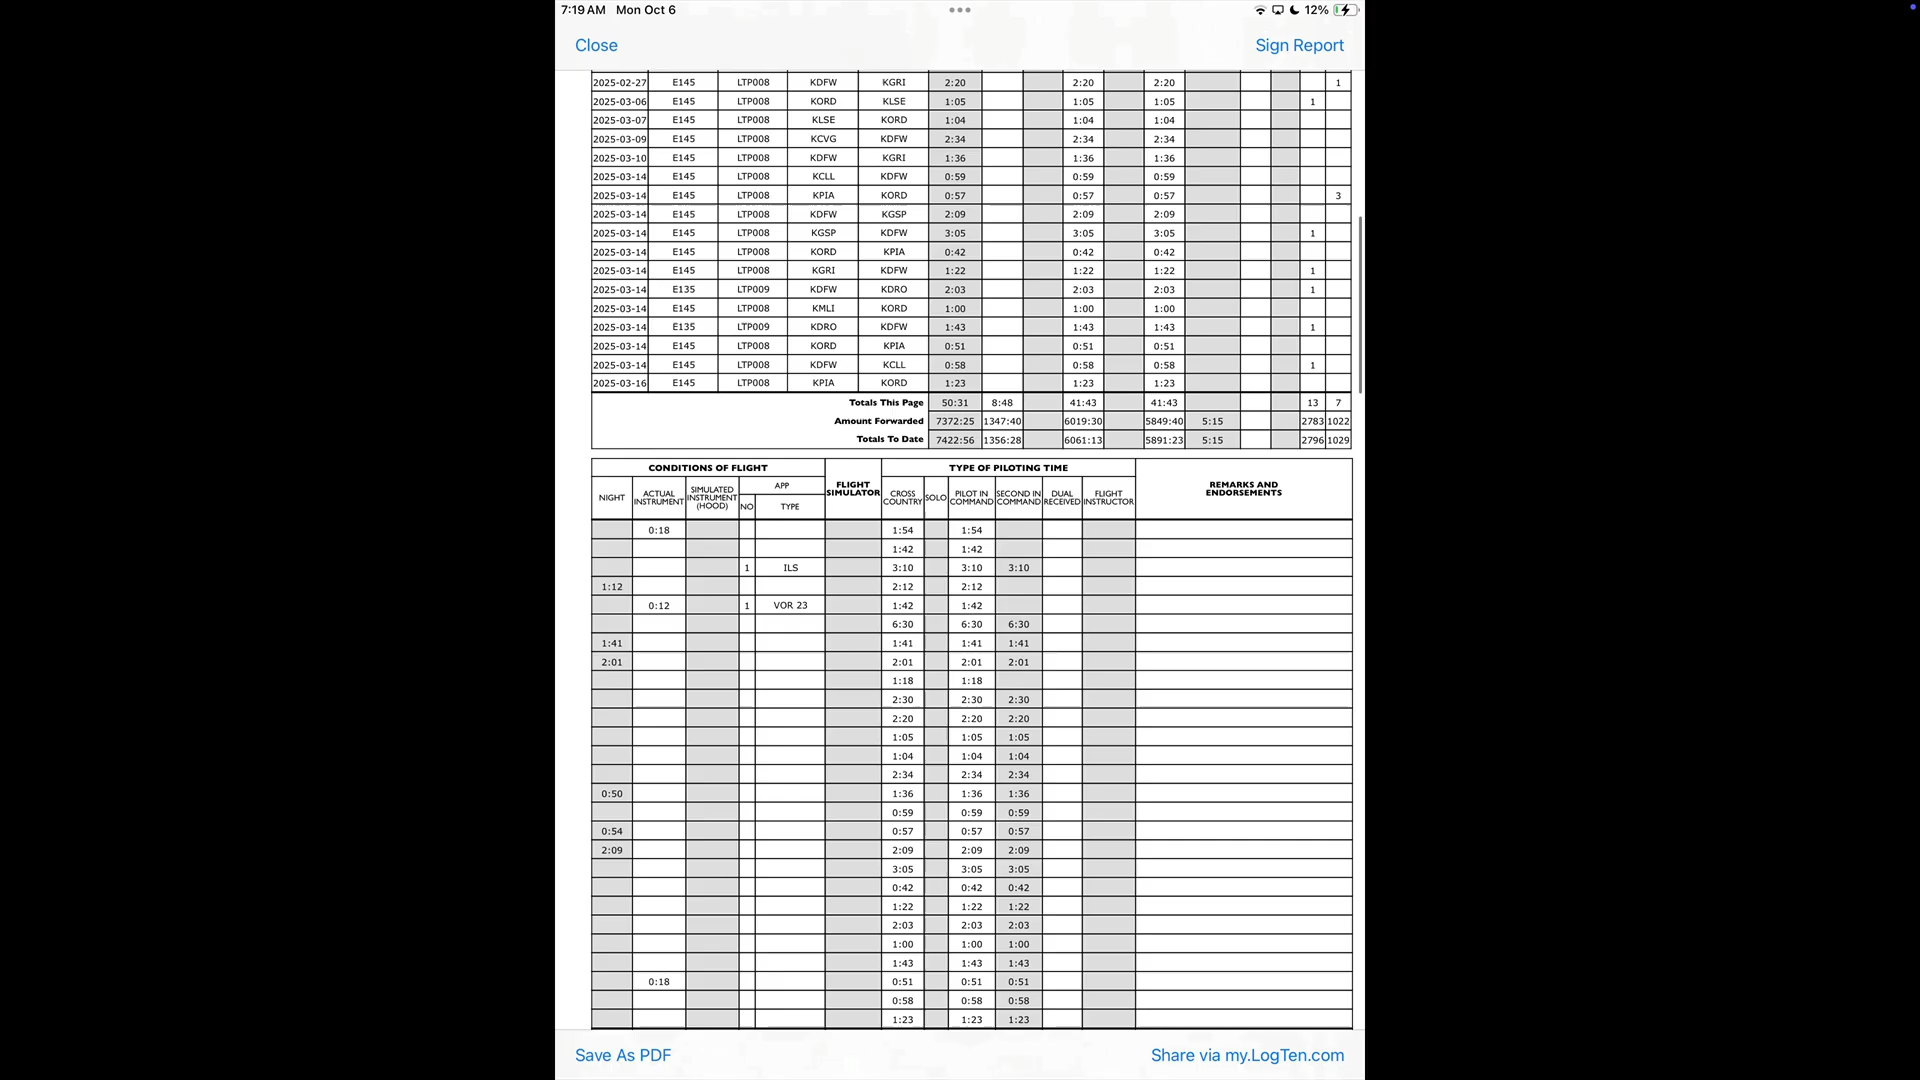 7:19 AM Mon Oct 6 12%
Close Sign Report
2025-02-27 E145 LTP008 KDFW KGRI 2:20 2:20 2:20 1
2025-03-06 E145 LTP008 KORD KLSE 1:05 1:05 1:05 1
2025-03-07 E145 LTP008 KLSE KORD 1:04 1:04 1:04
2025-03-09 E145 LTP008 KCVG KDFW 2:34 2:34 2:34
2025-03-10 E145 LTP008 KDFW KGRI 1:36 1:36 1:36
2025-03-14 E145 LTP008 KCLL KDFW 0:59 0:59 0:59
2025-03-14 E145 LTP008 KPIA KORD 0:57 0:57 0:57 3
2025-03-14 E145 LTP008 KDFW KGSP 2:09 2:09 2:09
2025-03-14 E145 LTP008 KGSP KDFW 3:05 3:05 3:05 1
2025-03-14 E145 LTP008 KORD KPIA 0:42 0:42 0:42
2025-03-14 E145 LTP008 KGRI KDFW 1:22 1:22 1:22 1
2025-03-14 E135 LTP009 KDFW KDRO 2:03 2:03 2:03 1
2025-03-14 E145 LTP008 KMLI KORD 1:00 1:00 1:00
2025-03-14 E135 LTP009 KDRO KDFW 1:43 1:43 1:43 1
2025-03-14 E145 LTP008 KORD KPIA 0:51 0:51 0:51
2025-03-14 E145 LTP008 KDFW KCLL 0:58 0:58 0:58 1
2025-03-16 E145 LTP008 KPIA KORD 1:23 1:23 1:23
Totals This Page 50:31 8:48 41:43 41:43 13 7
Amount Forwarded 7372:25 1347:40 6019:30 5849:40 5:15 2783 1022
Totals To Date 7422:56 1356:28 6061:13 5891:23 5:15 2796 1029
CONDITIONS OF FLIGHT FLIGHT SIMULATOR TYPE OF PILOTING TIME REMARKS AND ENDORSEMENTS
NIGHT ACTUAL INSTRUMENT SIMULATED INSTRUMENT (HOOD) APP NO TYPE CROSS COUNTRY SOLO PILOT IN COMMAND SECOND IN COMMAND DUAL RECEIVED FLIGHT INSTRUCTOR
0:18 1:54 1:54
1:42 1:42
1 ILS 3:10 3:10 3:10
1:12 2:12 2:12
0:12 1 VOR 23 1:42 1:42
6:30 6:30 6:30
1:41 1:41 1:41 1:41
2:01 2:01 2:01 2:01
1:18 1:18
2:30 2:30 2:30
2:20 2:20 2:20
1:05 1:05 1:05
1:04 1:04 1:04
2:34 2:34 2:34
0:50 1:36 1:36 1:36
0:59 0:59 0:59
0:54 0:57 0:57 0:57
2:09 2:09 2:09 2:09
3:05 3:05 3:05
0:42 0:42 0:42
1:22 1:22 1:22
2:03 2:03 2:03
1:00 1:00 1:00
1:43 1:43 1:43
0:18 0:51 0:51 0:51
0:58 0:58 0:58
1:23 1:23 1:23
Save As PDF Share via my.LogTen.com